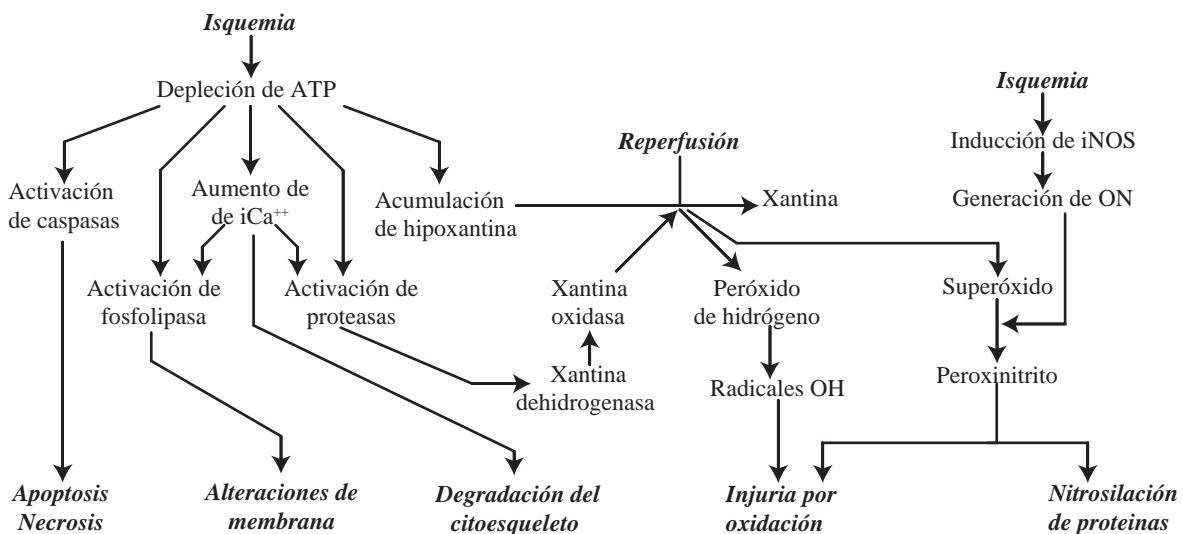 Isquemia
Depleción de ATP
Isquemia
Reperfusión
Inducción de iNOS
Activación
de caspasas
Aumento de
de iCa++
Acumulación
de hipoxantina
Xantina
Generación de ON
Activación de
fosfolipasa
Activación de
proteasas
Xantina
oxidasa
Peróxido
de hidrógeno
Superóxido
Xantina
dehidrogenasa
Radicales OH
Peroxinitrito
Apoptosis
Necrosis
Alteraciones de
membrana
Degradación del
citoesqueleto
Injuria por
oxidación
Nitrosilación
de proteinas